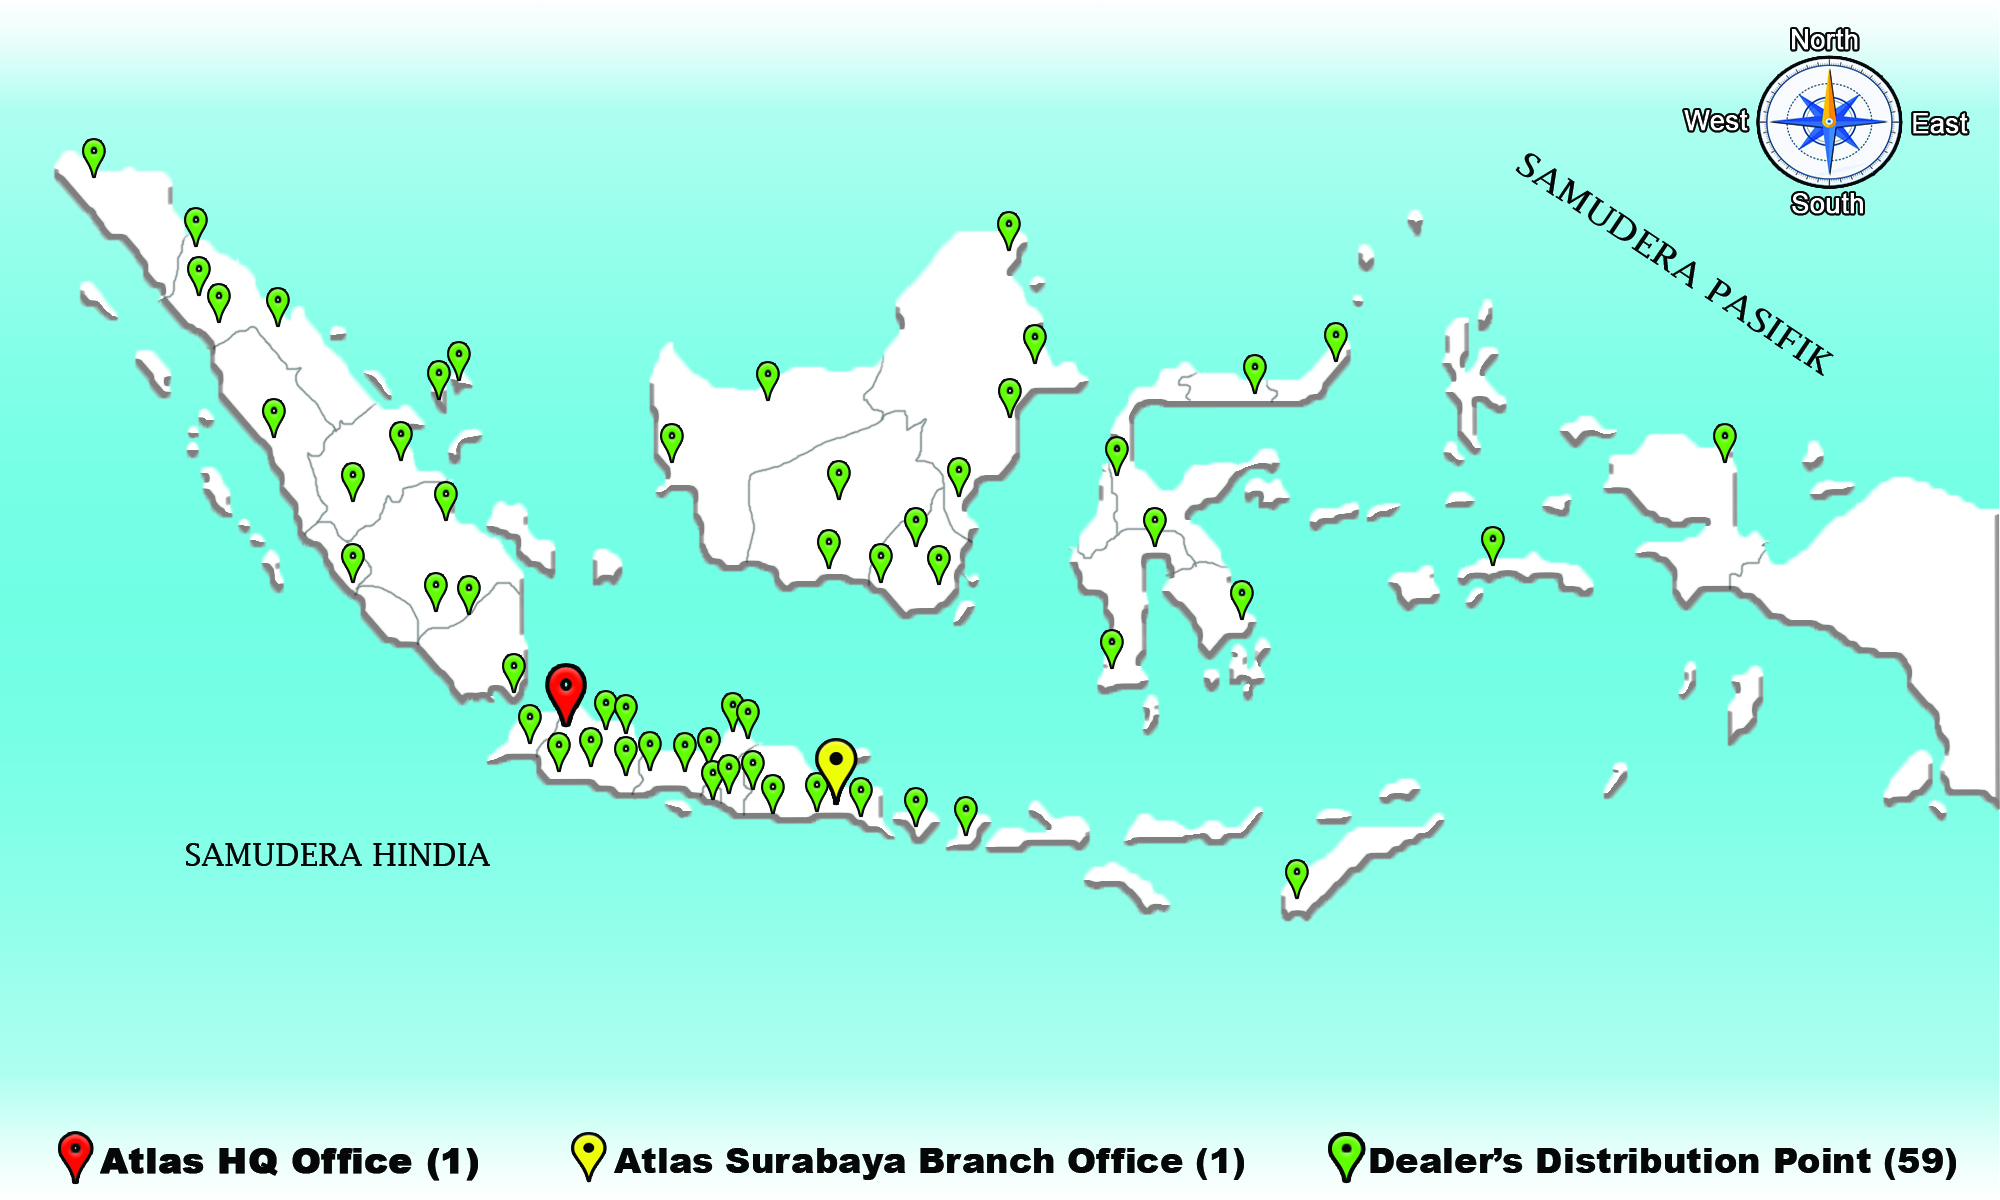 North
West
East
South
SAMUDERA PASIFIK
SAMUDERA HINDIA
Atlas HQ Office (1)
Atlas Surabaya Branch Office (1)
Dealer's Distribution Point (59)